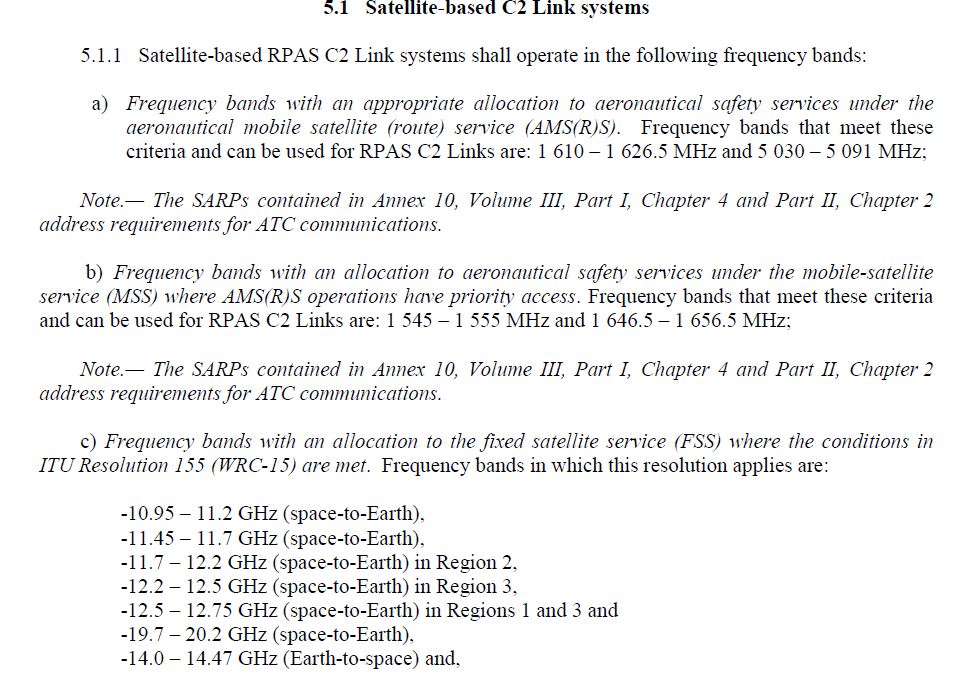 5.1 Satellite-based C2 Link systems
5.1.1 Satellite-based RPAS C2 Link systems shall operate in the following frequency bands:
a) Frequency bands with an appropriate allocation to aeronautical safety services under the
aeronautical mobile satellite (route) service (AMS(R)S). Frequency bands that meet these
criteria and can be used for RPAS C2 Links are: 1 610 – 1 626.5 MHz and 5 030 – 5 091 MHz;
Note.— The SARPs contained in Annex 10, Volume III, Part I, Chapter 4 and Part II, Chapter 2
address requirements for ATC communications.
b) Frequency bands with an allocation to aeronautical safety services under the mobile-satellite
service (MSS) where AMS(R)S operations have priority access. Frequency bands that meet these criteria
and can be used for RPAS C2 Links are: 1 545 – 1 555 MHz and 1 646.5 – 1 656.5 MHz;
Note.— The SARPs contained in Annex 10, Volume III, Part I, Chapter 4 and Part II, Chapter 2
address requirements for ATC communications.
c) Frequency bands with an allocation to the fixed satellite service (FSS) where the conditions in
ITU Resolution 155 (WRC-15) are met. Frequency bands in which this resolution applies are:
-10.95 – 11.2 GHz (space-to-Earth),
-11.45 – 11.7 GHz (space-to-Earth),
-11.7 – 12.2 GHz (space-to-Earth) in Region 2,
-12.2 – 12.5 GHz (space-to-Earth) in Region 3,
-12.5 – 12.75 GHz (space-to-Earth) in Regions 1 and 3 and
-19.7 – 20.2 GHz (space-to-Earth),
-14.0 – 14.47 GHz (Earth-to-space) and,